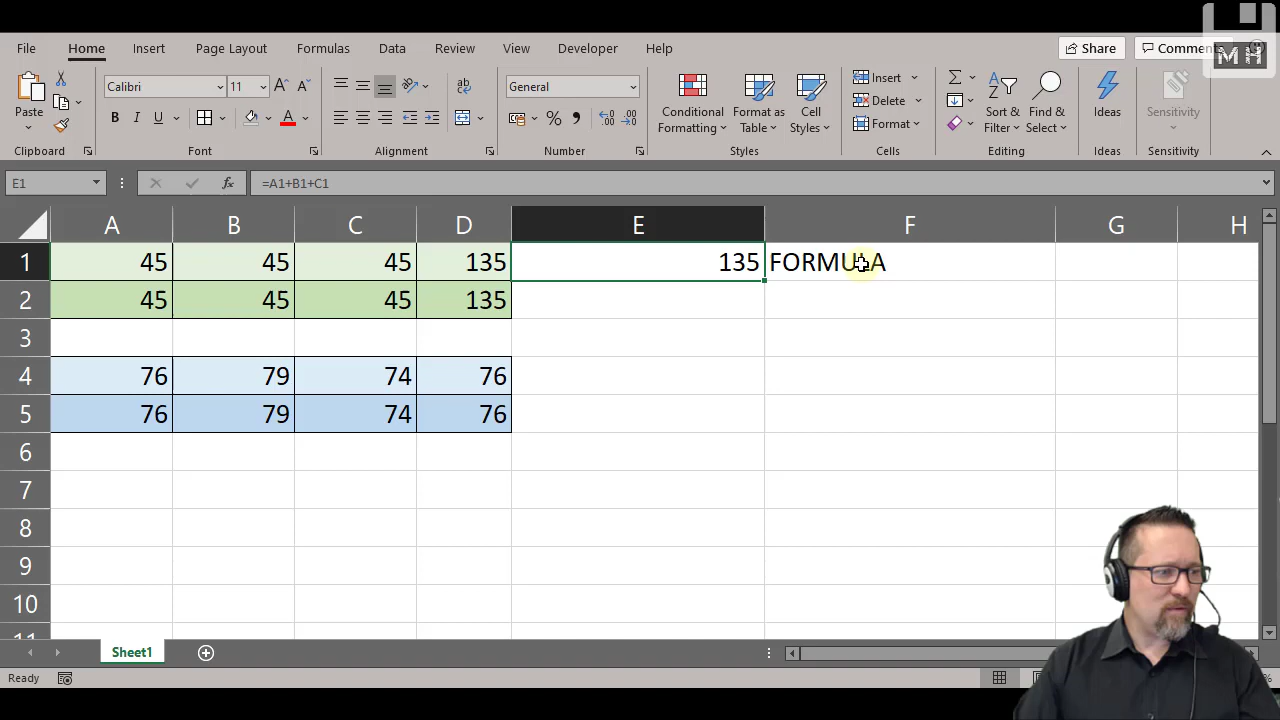 File Home Insert Page Layout Formulas Data Review View Developer Help Share Comments
MH
Calibri 11 General Insert
Paste Conditional Format as Cell Delete Sort & Find & Ideas Sensitivity
B I U A % Formatting Table Styles Format Filter Select
Clipboard Font Alignment Number Styles Cells Editing Ideas Sensitivity
E1 fx =A1+B1+C1
A B C D E F G H
1 45 45 45 135 135 FORMULA
2 45 45 45 135
3
4 76 79 74 76
5 76 79 74 76
6
7
8
9
10
11
Sheet1
Ready %